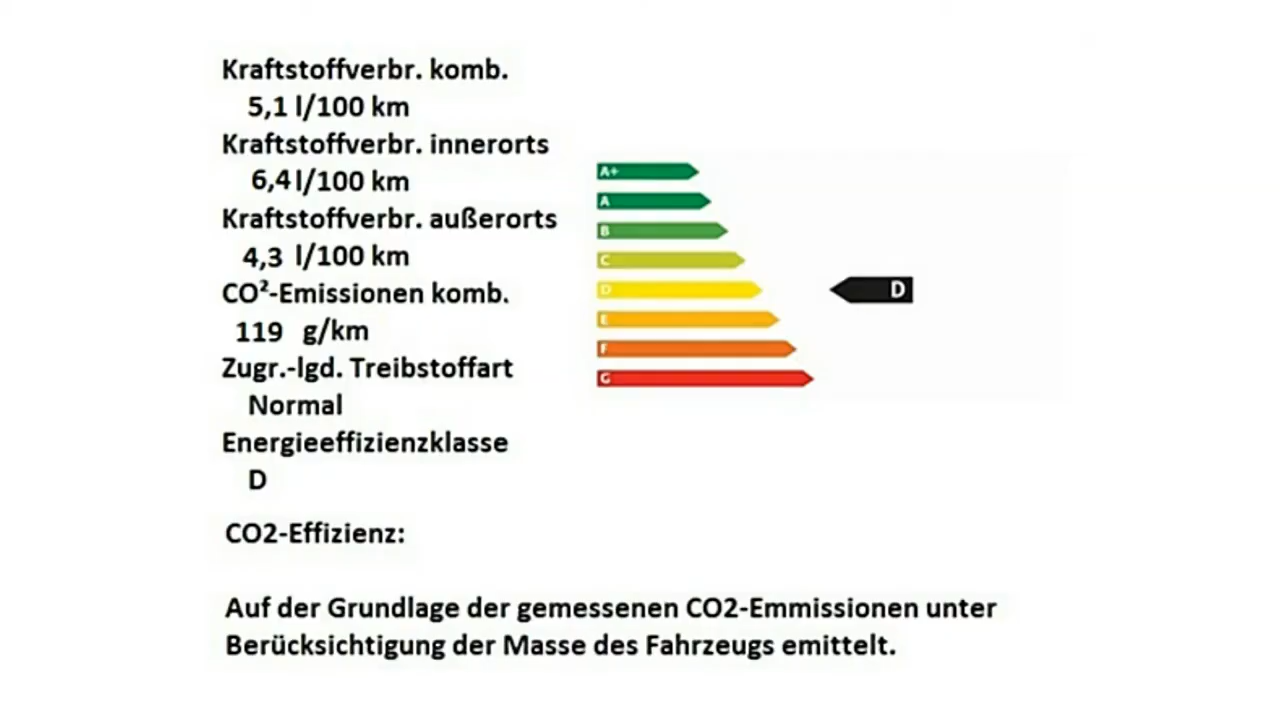 Kraftstoffverbr. komb.
5,1 l/100 km
Kraftstoffverbr. innerorts
6,4 l/100 km
Kraftstoffverbr. außerorts
4,3 l/100 km
CO²-Emissionen komb.
119 g/km
Zugr.-lgd. Treibstoffart
Normal
Energieeffizienzklasse
D
A+
A
B
C
D
D
E
F
G
CO2-Effizienz:
Auf der Grundlage der gemessenen CO2-Emmissionen unter
Berücksichtigung der Masse des Fahrzeugs emittelt.